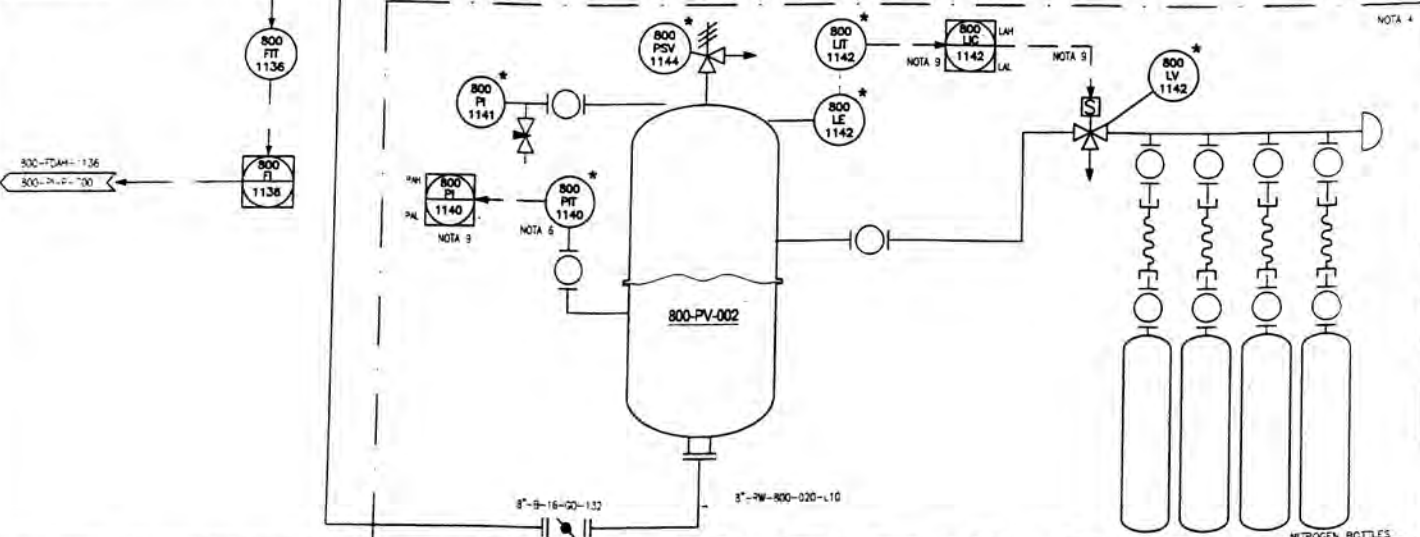 NOTA 4
800
FIT
1136
800
PSV
1144
*
800
LIT
1142
*
800
LIC
1142
LAH
LAL
NOTA 9
NOTA 9
800
LV
1142
*
800
PI
1141
*
800
LE
1142
*
S
800
FI
1136
800
PI
1140
PAH
PAL
NOTA 9
800
PIT
1140
*
NOTA 6
800-PV-002
8"-RW-800-020-L10
NITROGEN BOTTLES